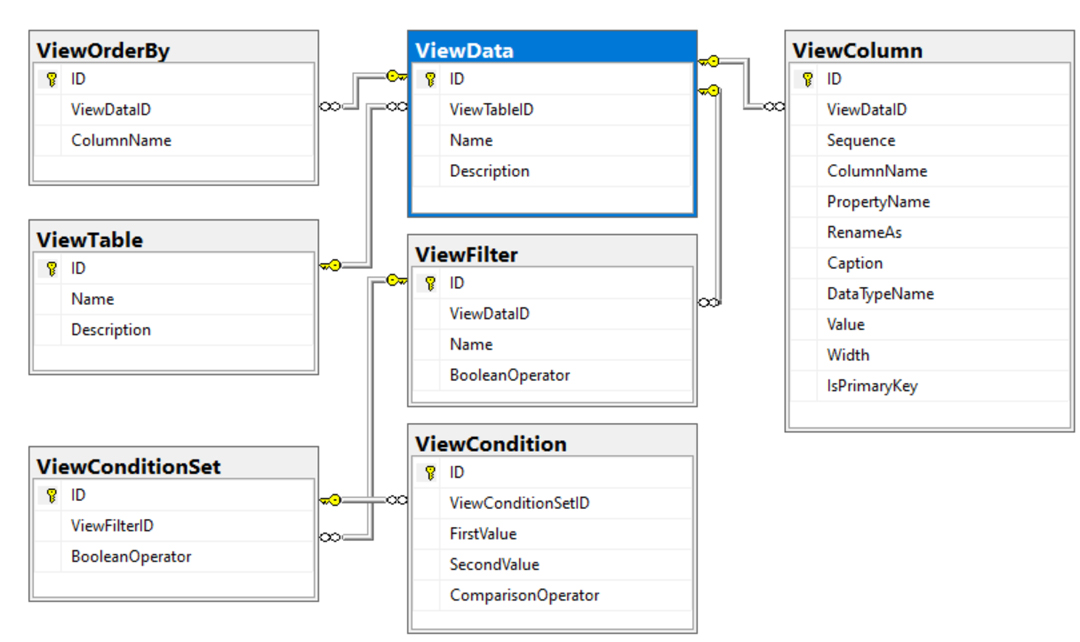 ViewOrderBy
ID
ViewDataID
ColumnName
ViewData
ID
ViewTableID
Name
Description
ViewColumn
ID
ViewDataID
Sequence
ColumnName
PropertyName
RenameAs
Caption
DataTypeName
Value
Width
IsPrimaryKey
ViewTable
ID
Name
Description
ViewFilter
ID
ViewDataID
Name
BooleanOperator
ViewConditionSet
ID
ViewFilterID
BooleanOperator
ViewCondition
ID
ViewConditionSetID
FirstValue
SecondValue
ComparisonOperator